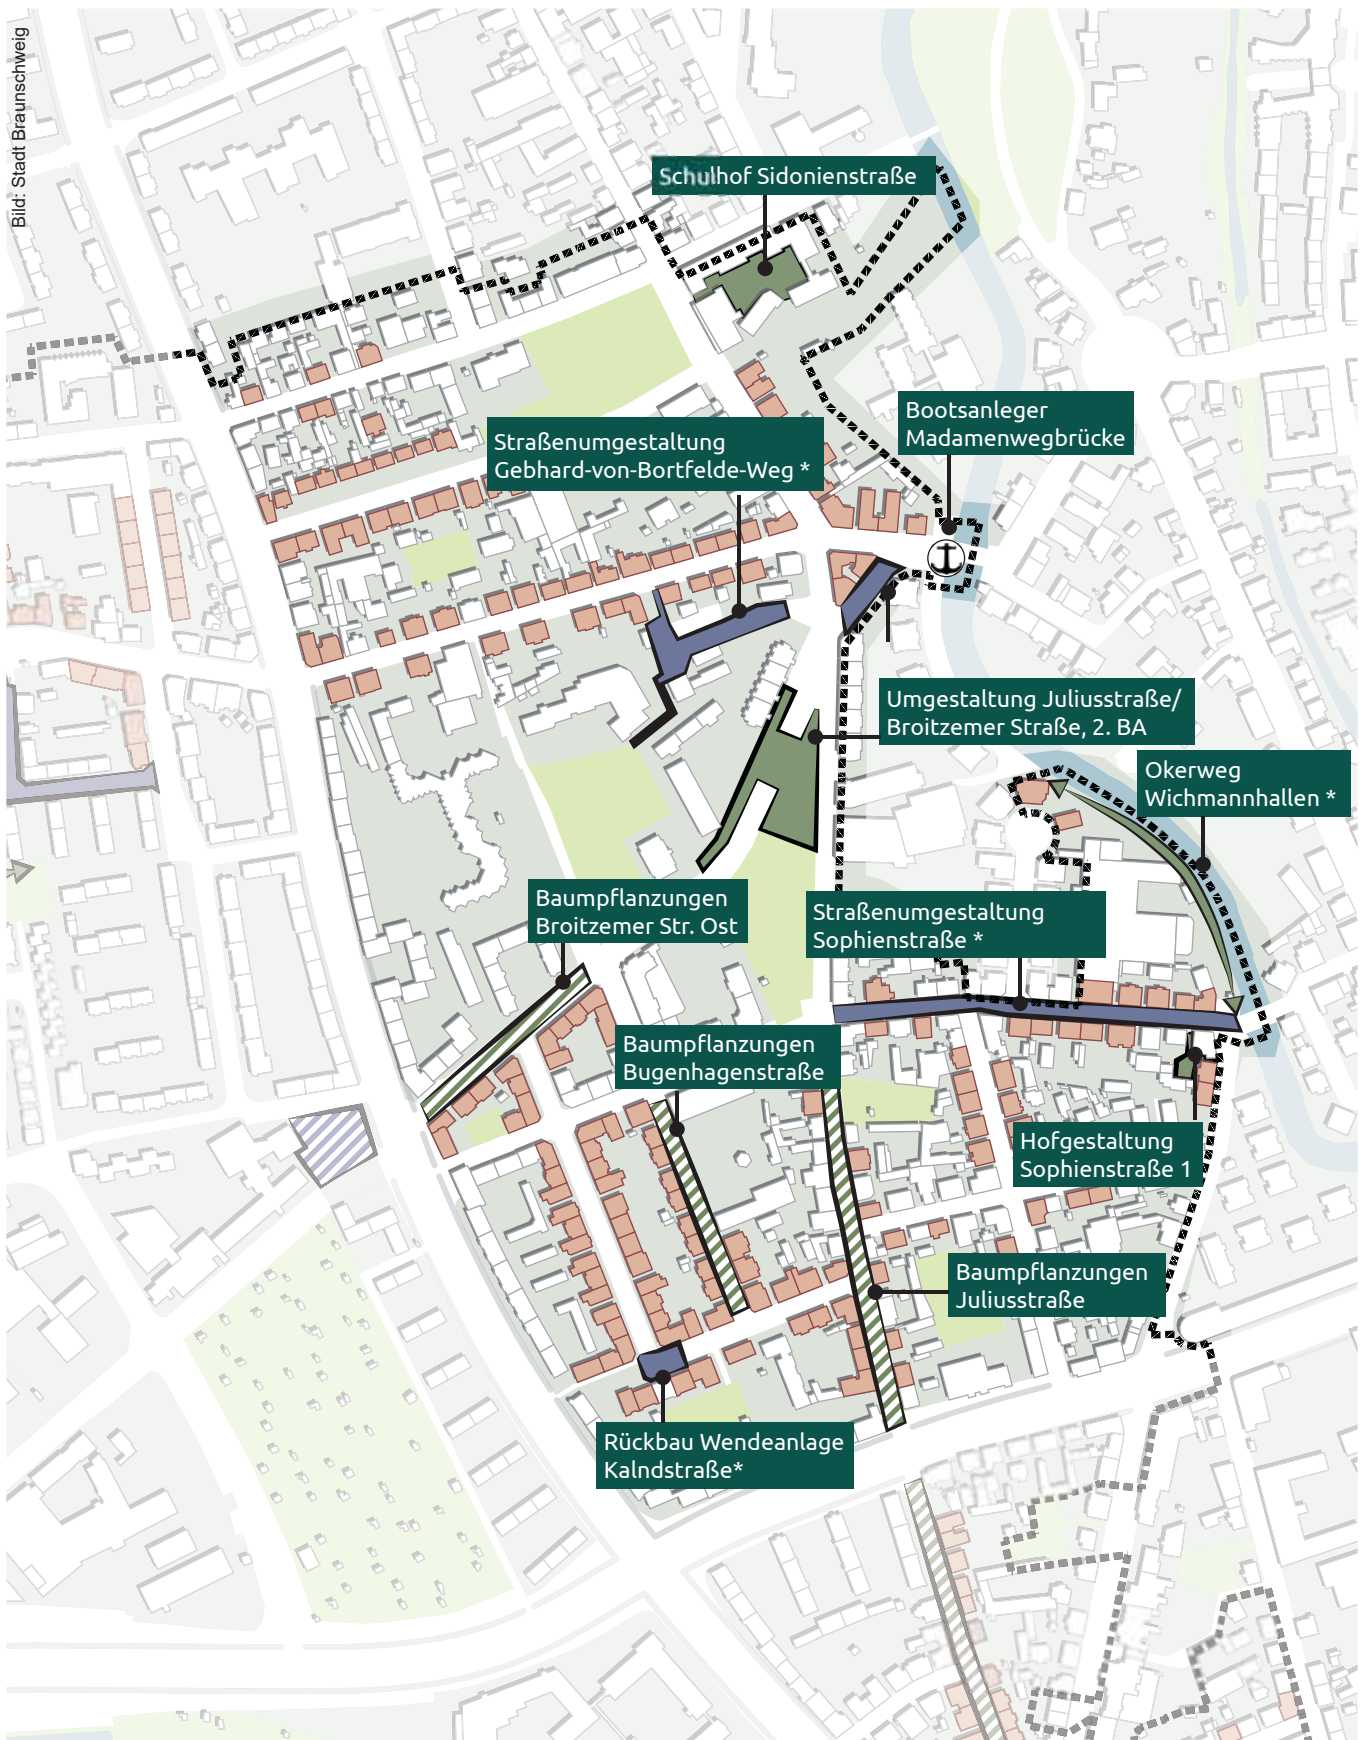 Bild: Stadt Braunschweig
Schulhof Sidonienstraße
Bootsanleger
Madamenwegbrücke
Straßenumgestaltung
Gebhard-von-Bortfelde-Weg *
Umgestaltung Juliusstraße/
Broitzemer Straße, 2. BA
Okerweg
Wichmannhallen *
Baumpflanzungen
Broitzemer Str. Ost
Straßenumgestaltung
Sophienstraße *
Baumpflanzungen
Bugenhagenstraße
Hofgestaltung
Sophienstraße 1
Baumpflanzungen
Juliusstraße
Rückbau Wendeanlage
Kalndstraße*